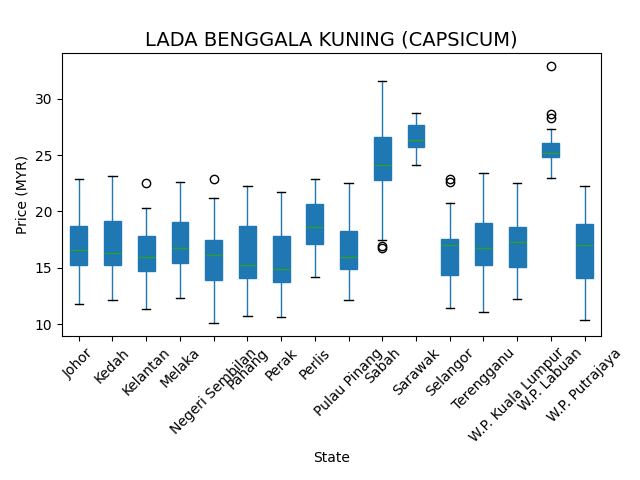 LADA BENGGALA KUNING (CAPSICUM)
Price (MYR)
30
25
20
15
10
Johor
Kedah
Kelantan
Melaka
Negeri Sembilan
Pahang
Perak
Perlis
Pulau Pinang
Sabah
Sarawak
Selangor
Terengganu
W.P. Kuala Lumpur
W.P. Labuan
W.P. Putrajaya
State